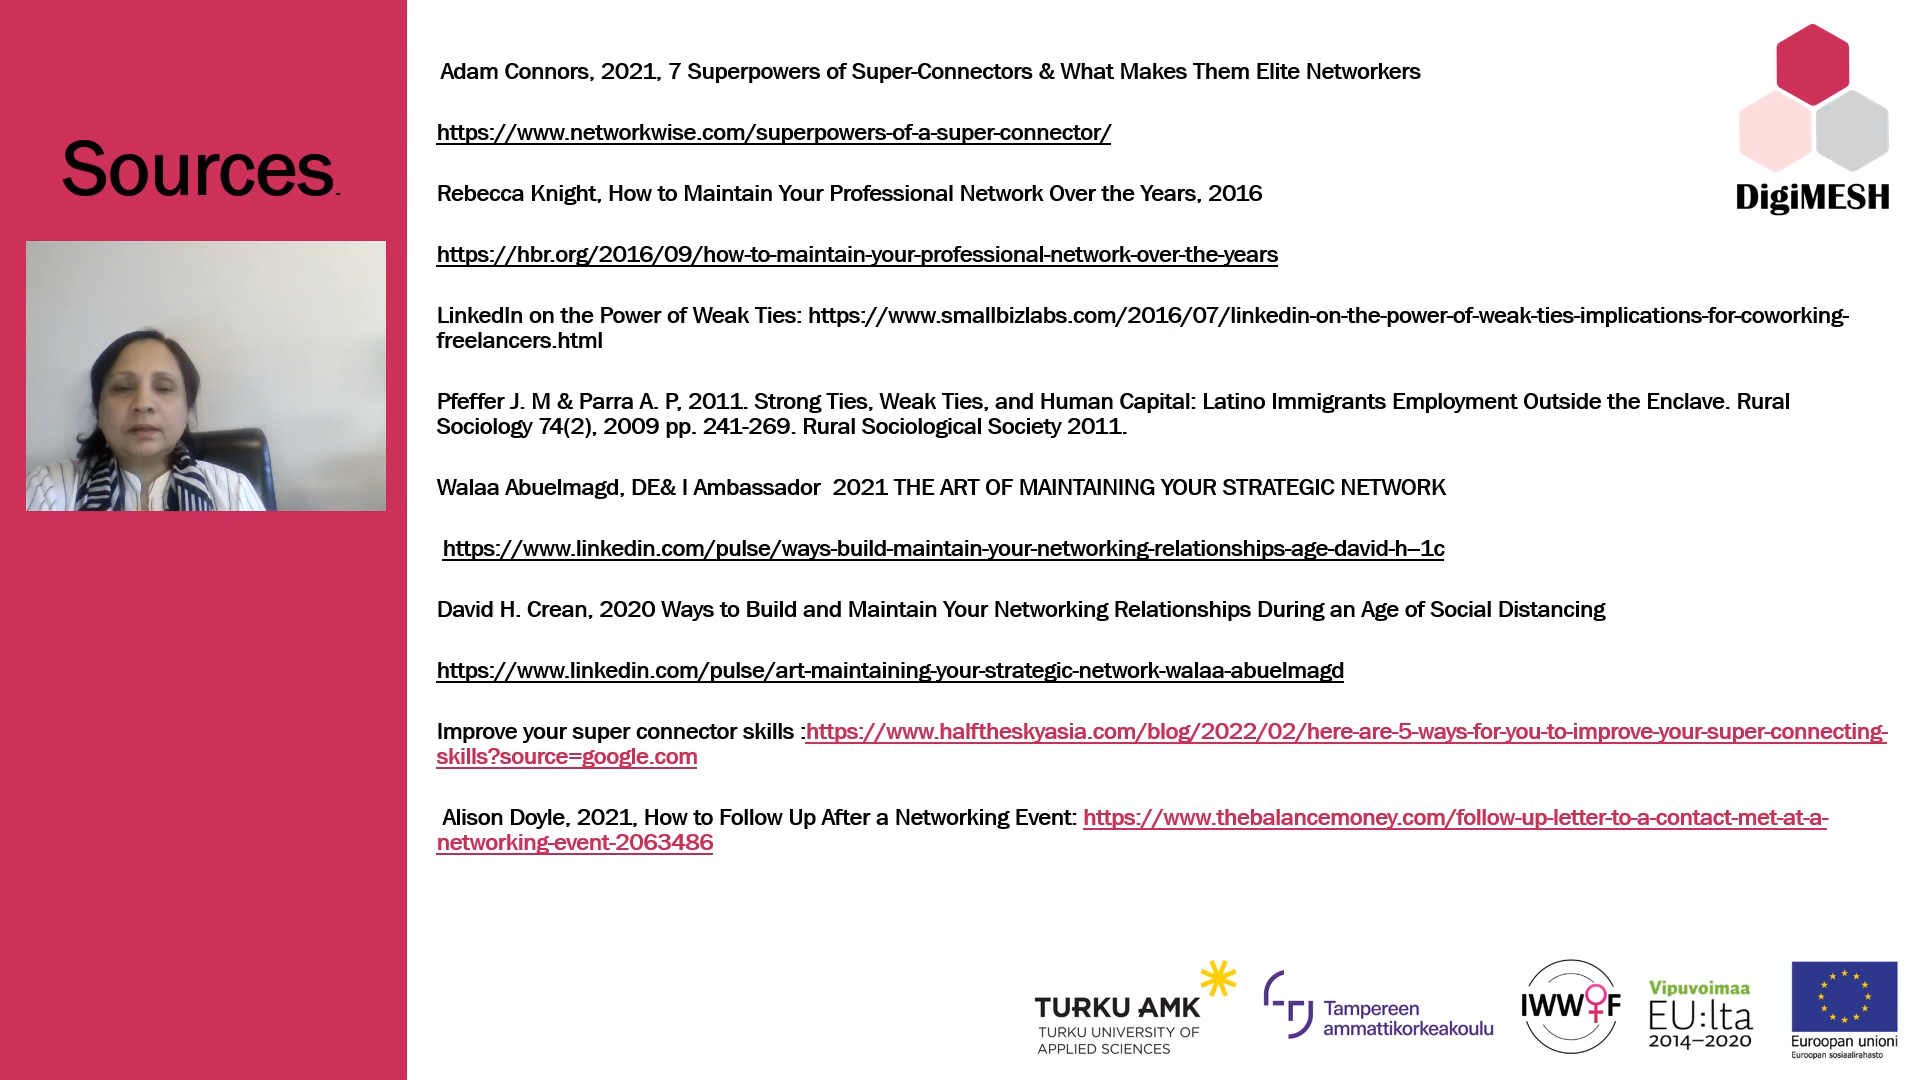 Sources.
Adam Connors, 2021, 7 Superpowers of Super-Connectors & What Makes Them Elite Networkers
https://www.networkwise.com/superpowers-of-a-super-connector/
Rebecca Knight, How to Maintain Your Professional Network Over the Years, 2016
https://hbr.org/2016/09/how-to-maintain-your-professional-network-over-the-years
LinkedIn on the Power of Weak Ties: https://www.smallbizlabs.com/2016/07/linkedin-on-the-power-of-weak-ties-implications-for-coworking-
freelancers.html
Pfeffer J. M & Parra A. P, 2011. Strong Ties, Weak Ties, and Human Capital: Latino Immigrants Employment Outside the Enclave. Rural
Sociology 74(2), 2009 pp. 241-269. Rural Sociological Society 2011.
Walaa Abuelmagd, DE& I Ambassador  2021 THE ART OF MAINTAINING YOUR STRATEGIC NETWORK
https://www.linkedin.com/pulse/ways-build-maintain-your-networking-relationships-age-david-h–1c
David H. Crean, 2020 Ways to Build and Maintain Your Networking Relationships During an Age of Social Distancing
https://www.linkedin.com/pulse/art-maintaining-your-strategic-network-walaa-abuelmagd
Improve your super connector skills :https://www.halftheskyasia.com/blog/2022/02/here-are-5-ways-for-you-to-improve-your-super-connecting-
skills?source=google.com
Alison Doyle, 2021, How to Follow Up After a Networking Event: https://www.thebalancemoney.com/follow-up-letter-to-a-contact-met-at-a-
networking-event-2063486
DigiMESH
TURKU AMK
TURKU UNIVERSITY OF
APPLIED SCIENCES
Tampereen
ammattikorkeakoulu
IWWOF
Vipuvoimaa
EU:lta
2014–2020
Euroopan unioni
Euroopan sosiaalirahasto